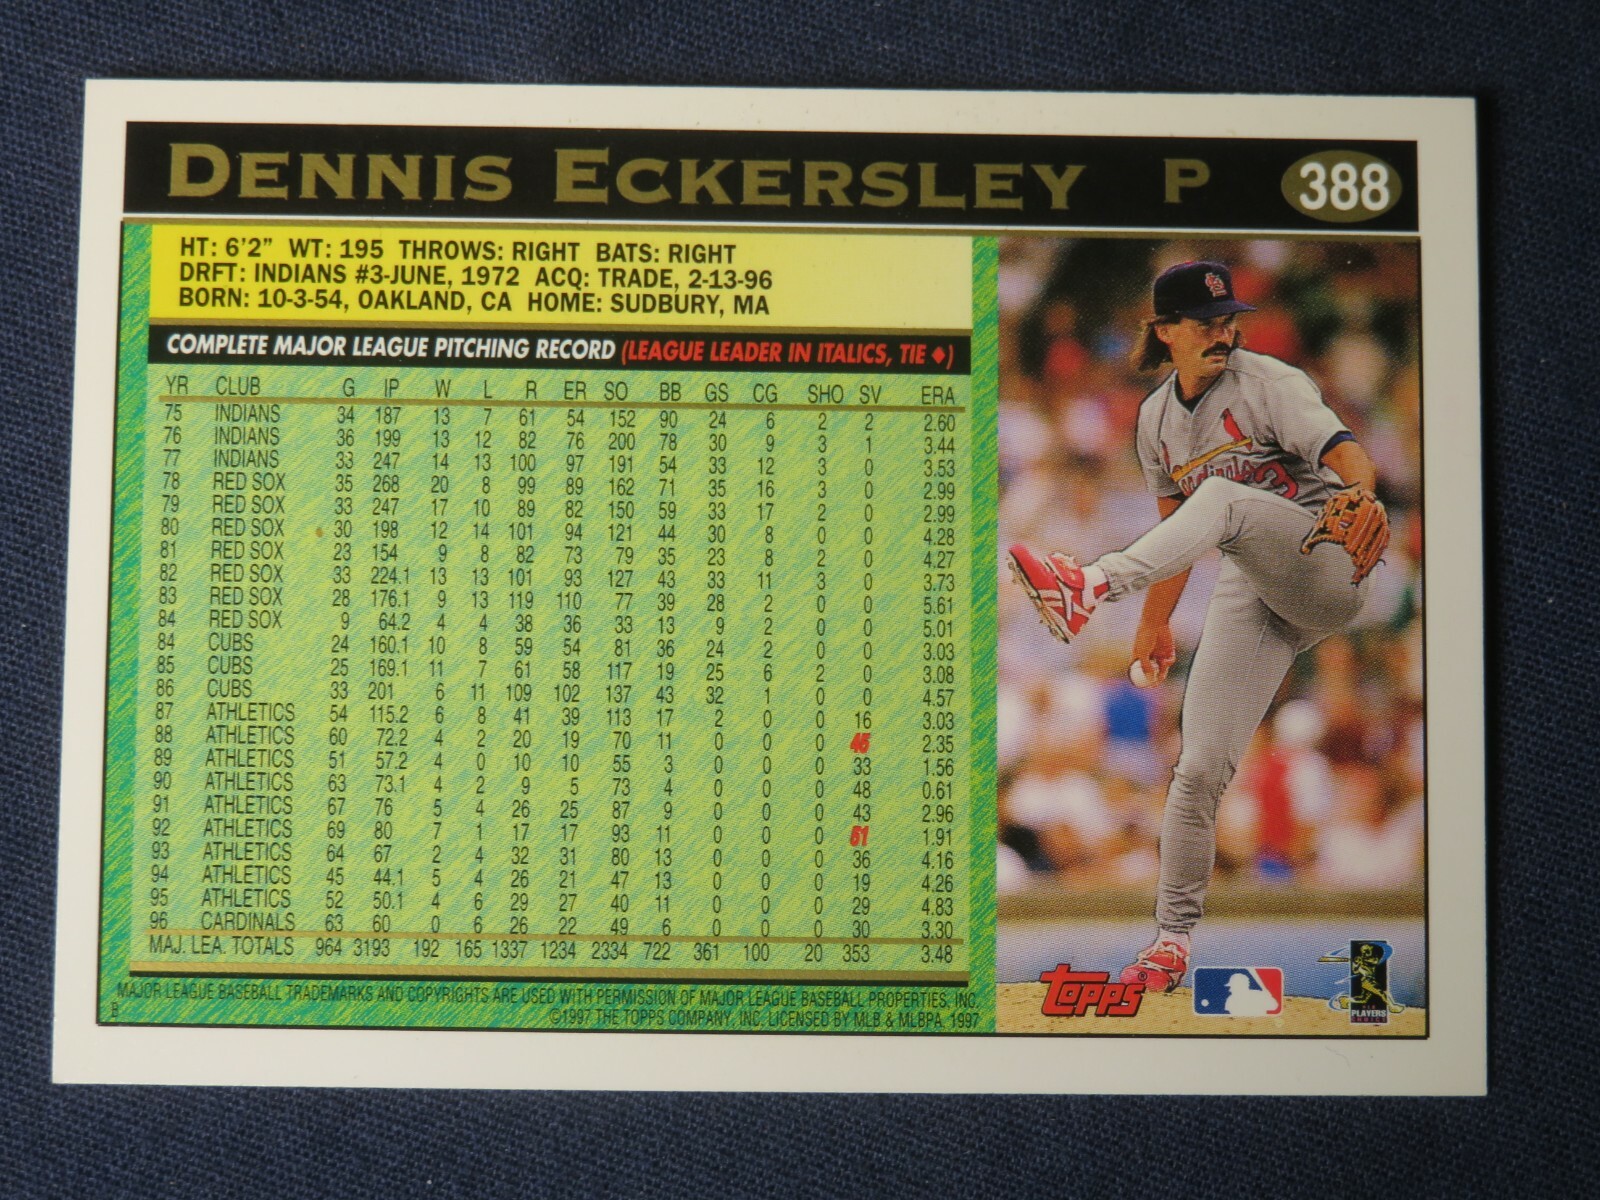 DENNIS ECKERSLEY P 388
HT: 6'2" WT: 195 THROWS: RIGHT BATS: RIGHT
DRFT: INDIANS #3-JUNE, 1972 ACQ: TRADE, 2-13-96
BORN: 10-3-54, OAKLAND, CA HOME: SUDBURY, MA
COMPLETE MAJOR LEAGUE PITCHING RECORD (LEAGUE LEADER IN ITALICS, TIE ♦)
YR CLUB G IP W L R ER SO BB GS CG SHO SV ERA
75 INDIANS 34 187 13 7 61 54 152 90 24 6 2 2 2.60
76 INDIANS 36 199 13 12 82 76 200 78 30 9 3 1 3.44
77 INDIANS 33 247 14 13 100 97 191 54 33 12 3 0 3.53
78 RED SOX 35 268 20 8 99 89 162 71 35 16 3 0 2.99
79 RED SOX 33 247 17 10 89 82 150 59 33 17 2 0 2.99
80 RED SOX 30 198 12 14 101 94 121 44 30 8 0 0 4.28
81 RED SOX 23 154 9 8 82 73 79 35 23 8 2 0 4.27
82 RED SOX 33 224.1 13 13 101 93 127 43 33 11 3 0 3.73
83 RED SOX 28 176.1 9 13 119 110 77 39 28 2 0 0 5.61
84 RED SOX 9 64.2 4 4 38 36 33 13 9 2 0 0 5.01
84 CUBS 24 160.1 10 8 59 54 81 36 24 2 0 0 3.03
85 CUBS 25 169.1 11 7 61 58 117 19 25 6 2 0 3.08
86 CUBS 33 201 6 11 109 102 137 43 32 1 0 0 4.57
87 ATHLETICS 54 115.2 6 8 41 39 113 17 2 0 0 16 3.03
88 ATHLETICS 60 72.2 4 2 20 19 70 11 0 0 0 45 2.35
89 ATHLETICS 51 57.2 4 0 10 10 55 3 0 0 0 33 1.56
90 ATHLETICS 63 73.1 4 2 9 5 73 4 0 0 0 48 0.61
91 ATHLETICS 67 76 5 4 26 25 87 9 0 0 0 43 2.96
92 ATHLETICS 69 80 7 1 17 17 93 11 0 0 0 51 1.91
93 ATHLETICS 64 67 2 4 32 31 80 13 0 0 0 36 4.16
94 ATHLETICS 45 44.1 5 4 26 21 47 13 0 0 0 19 4.26
95 ATHLETICS 52 50.1 4 6 29 27 40 11 0 0 0 29 4.83
96 CARDINALS 63 60 0 6 26 22 49 6 0 0 0 30 3.30
MAJ. LEA. TOTALS 964 3193 192 165 1337 1234 2334 722 361 100 20 353 3.48
MAJOR LEAGUE BASEBALL TRADEMARKS AND COPYRIGHTS ARE USED WITH PERMISSION OF MAJOR LEAGUE BASEBALL PROPERTIES, INC.
©1997 THE TOPPS COMPANY, INC. LICENSED BY MLB & MLBPA. 1997
Topps®
PLAYERS
CHOICE